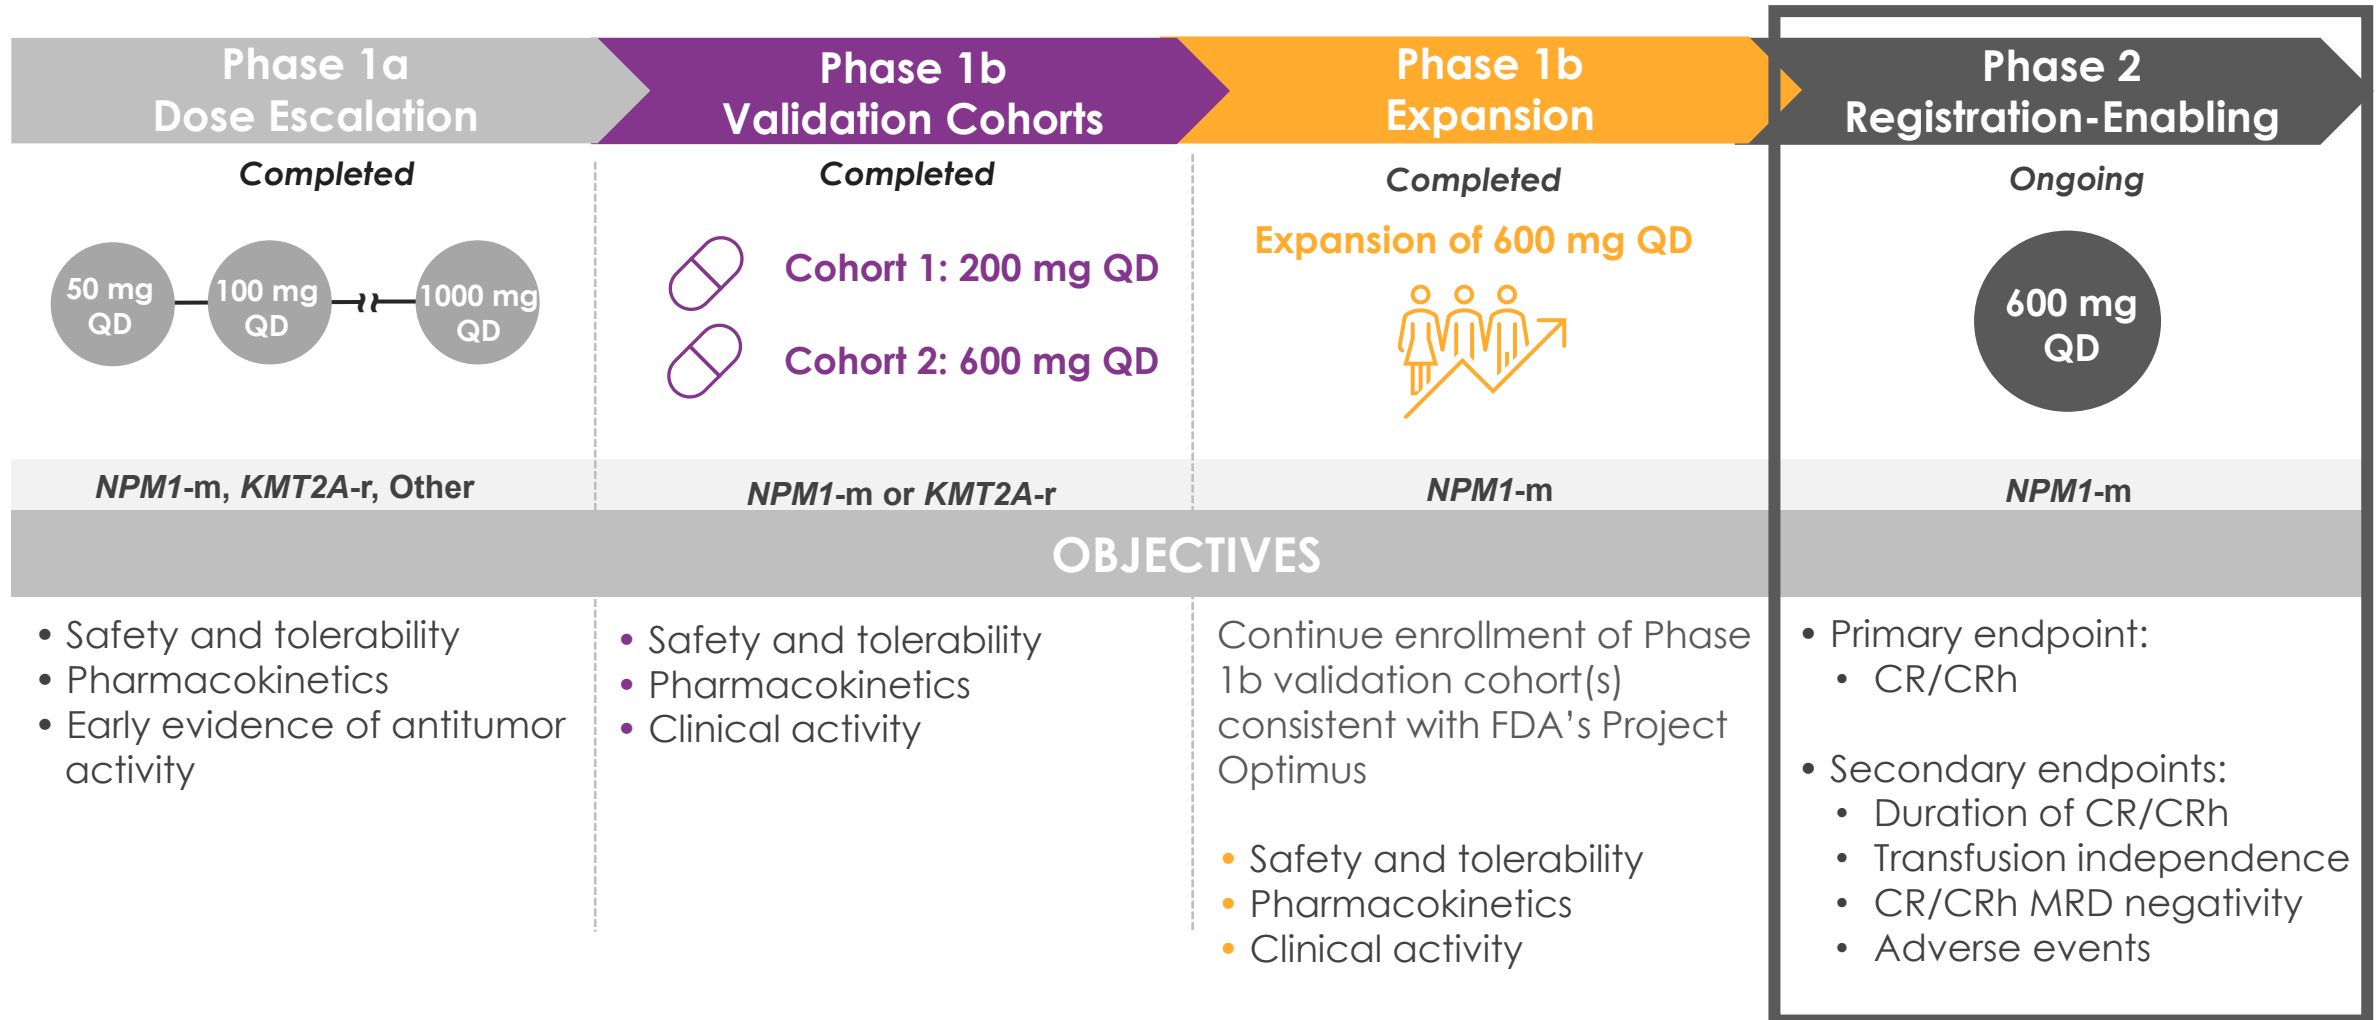 Phase 1a
Dose Escalation
Phase 1b
Validation Cohorts
Phase 1b
Expansion
Phase 2
Registration-Enabling
Completed
Completed
Completed
Ongoing
50 mg
QD
100 mg
QD
1000 mg
QD
Cohort 1: 200 mg QD
Cohort 2: 600 mg QD
Expansion of 600 mg QD
600 mg
QD
NPM1-m, KMT2A-r, Other
NPM1-m or KMT2A-r
NPM1-m
NPM1-m
OBJECTIVES
• Safety and tolerability
• Pharmacokinetics
• Early evidence of antitumor
activity
• Safety and tolerability
• Pharmacokinetics
• Clinical activity
Continue enrollment of Phase
1b validation cohort(s)
consistent with FDA's Project
Optimus
• Safety and tolerability
• Pharmacokinetics
• Clinical activity
• Primary endpoint:
• CR/CRh
• Secondary endpoints:
• Duration of CR/CRh
• Transfusion independence
• CR/CRh MRD negativity
• Adverse events